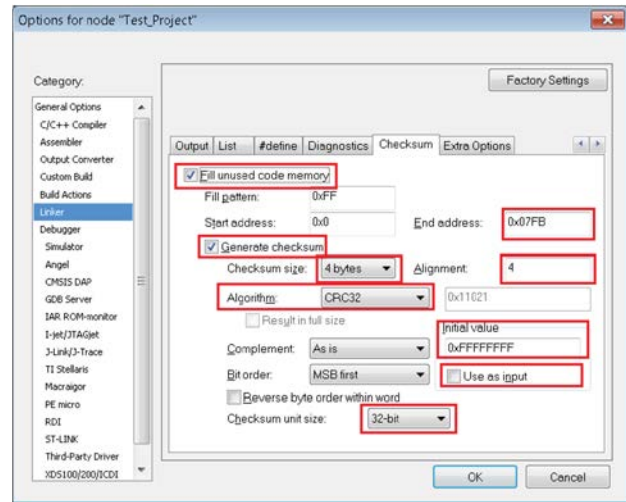 Options for node "Test_Project"
Category:
Factory Settings
General Options
C/C++ Compiler
Assembler
Output Converter
Custom Build
Build Actions
Linker
Debugger
Simulator
Angel
CMSIS DAP
GDB Server
IAR ROM-monitor
I-jet/JTAGjet
J-Link/J-Trace
TI Stellaris
Macraigor
PE micro
RDI
ST-LINK
Third-Party Driver
XDS100/200/ICDI
Output List #define Diagnostics Checksum Extra Options
Fill unused code memory
Fill pattern: 0xFF
Start address: 0x0 End address: 0x07FB
Generate checksum
Checksum size: 4 bytes Alignment: 4
Algorithm: CRC32 0x11021
Result in full size
Initial value
Complement: As is 0xFFFFFFFF
Bit order: MSB first Use as input
Reverse byte order within word
Checksum unit size: 32-bit
OK Cancel